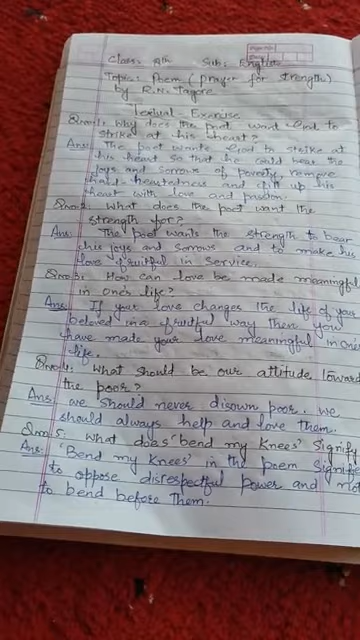 Class: 9th Sub: English
Topic: Poem (prayer for strength)
by R.N. Tagore
Textual Exercise
Ques1: Why does the poet want God to
strike at his heart?
Ans: The poet wants God to strike at
his heart so that he could bear the
joys and sorrows of poverty, remove
hard heartedness and fill up his
heart with love and passion.
Ques2: What does the poet want the
strength for?
Ans: The poet wants the strength to bear
his joys and sorrows and to make his
love fruitful in service.
Ques3: How can love be made meaningful
in one's life?
Ans: If your love changes the life of your
beloved in a fruitful way then you
have made your love meaningful in one's
life.
Ques4: What should be our attitude toward
the poor?
Ans: We should never disown poor. We
should always help and love them.
Ques5: What does 'bend my Knees' Signify
Ans: 'Bend my Knees' in the poem signifie
to oppose disrespectful power and not
to bend before them.